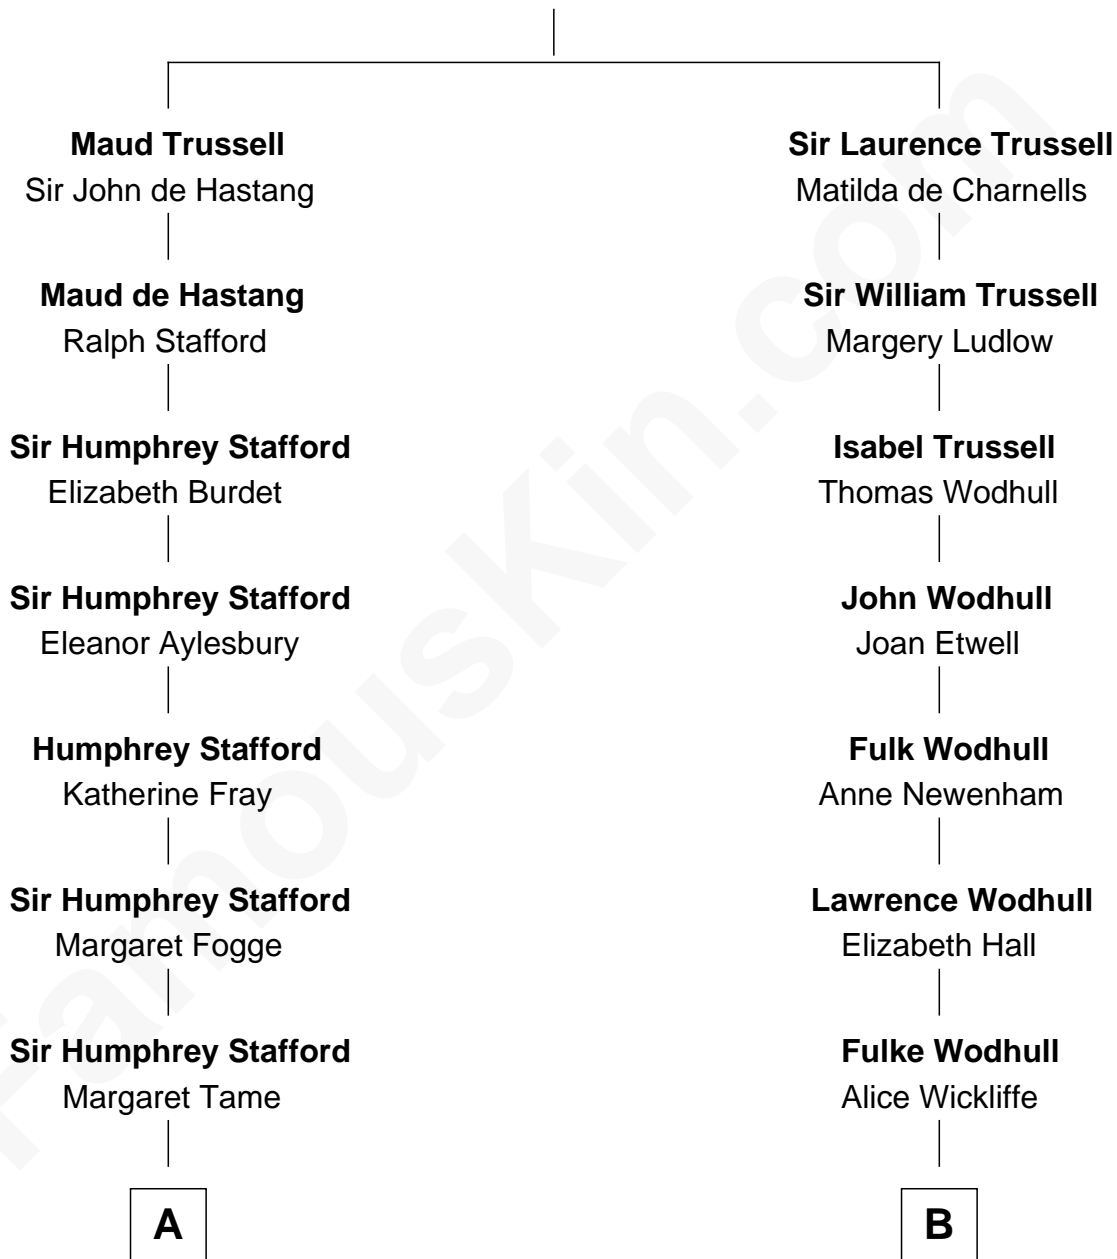 Maud Trussell
Sir John de Hastang
Maud de Hastang
Ralph Stafford
Sir Humphrey Stafford
Elizabeth Burdet
Sir Humphrey Stafford
Eleanor Aylesbury
Humphrey Stafford
Katherine Fray
Sir Humphrey Stafford
Margaret Fogge
Sir Humphrey Stafford
Margaret Tame
A
Sir Laurence Trussell
Matilda de Charnells
Sir William Trussell
Margery Ludlow
Isabel Trussell
Thomas Wodhull
John Wodhull
Joan Etwell
Fulk Wodhull
Anne Newenham
Lawrence Wodhull
Elizabeth Hall
Fulke Wodhull
Alice Wickliffe
B
FamousKin.com